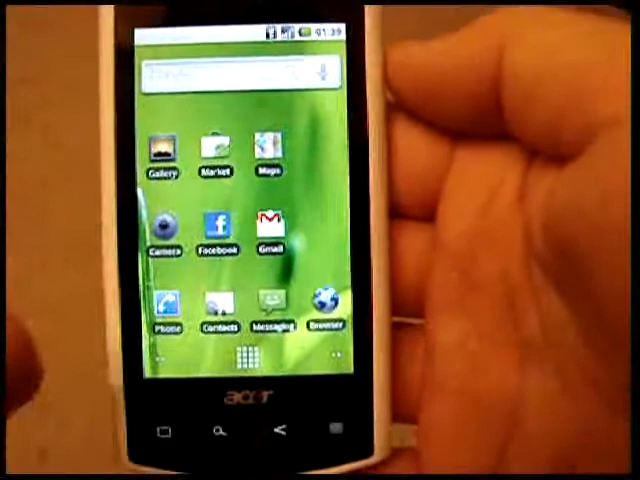 01:39
Gallery Market Maps
Camera Facebook Gmail
Phone Contacts Messaging Browser
acer